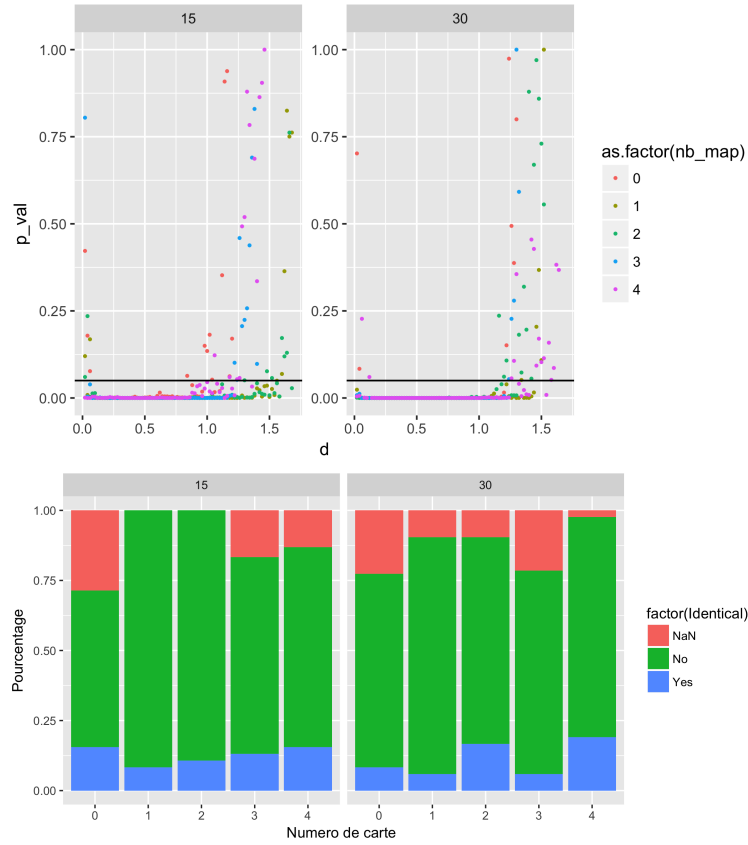 15 30
1.00
0.75
0.50
0.25
0.00
p_val
0.0 0.5 1.0 1.5 0.0 0.5 1.0 1.5
d
as.factor(nb_map)
0
1
2
3
4
15 30
1.00
0.75
0.50
0.25
0.00
Pourcentage
0 1 2 3 4 0 1 2 3 4
Numero de carte
factor(Identical)
NaN
No
Yes